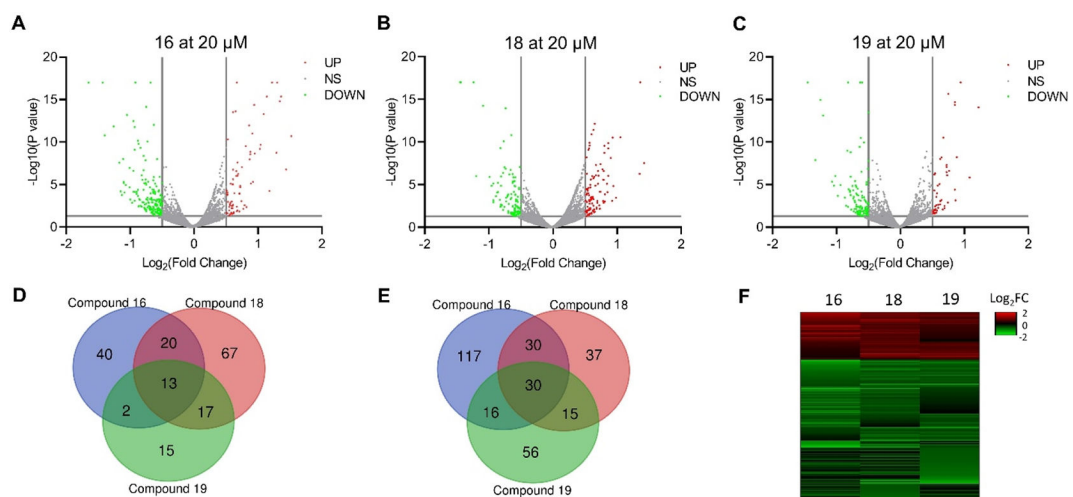 A
16 at 20 µM
UP
NS
DOWN
-Log10(P value)
20
15
10
5
0
-2
-1
0
1
2
Log2(Fold Change)
B
18 at 20 µM
UP
NS
DOWN
-Log10(P value)
20
15
10
5
0
-2
-1
0
1
2
Log2(Fold Change)
C
19 at 20 µM
UP
NS
DOWN
-Log10(P value)
20
15
10
5
0
-2
-1
0
1
2
Log2(Fold Change)
D
Compound 16
Compound 18
40
20
67
13
2
17
15
Compound 19
E
Compound 16
Compound 18
117
30
37
30
16
15
56
Compound 19
F
16
18
19
Log2FC
2
0
-2